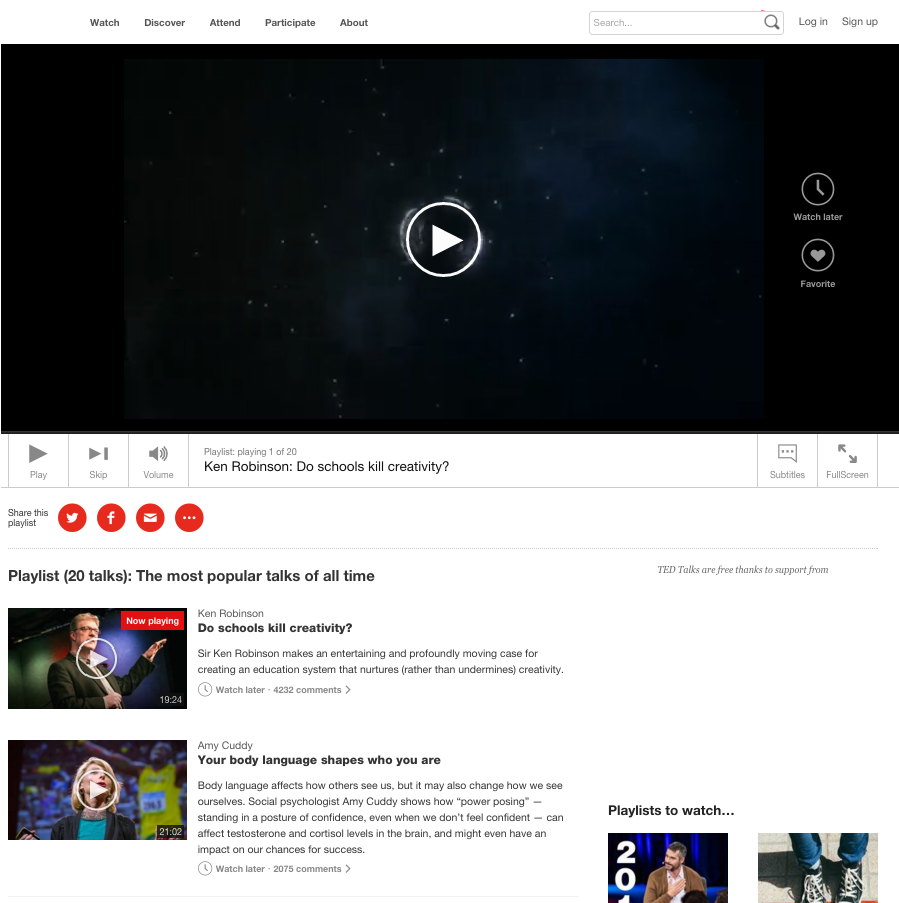 Watch Discover Attend Participate About Search... Log in Sign up
Watch later
Favorite
Play Skip Volume
Playlist: playing 1 of 20
Ken Robinson: Do schools kill creativity?
Subtitles FullScreen
Share this
playlist
Playlist (20 talks): The most popular talks of all time
TED Talks are free thanks to support from
Now playing
19:24
Ken Robinson
Do schools kill creativity?
Sir Ken Robinson makes an entertaining and profoundly moving case for
creating an education system that nurtures (rather than undermines) creativity.
Watch later · 4232 comments
21:02
Amy Cuddy
Your body language shapes who you are
Body language affects how others see us, but it may also change how we see
ourselves. Social psychologist Amy Cuddy shows how “power posing” —
standing in a posture of confidence, even when we don’t feel confident — can
affect testosterone and cortisol levels in the brain, and might even have an
impact on our chances for success.
Watch later · 2075 comments
Playlists to watch…
2